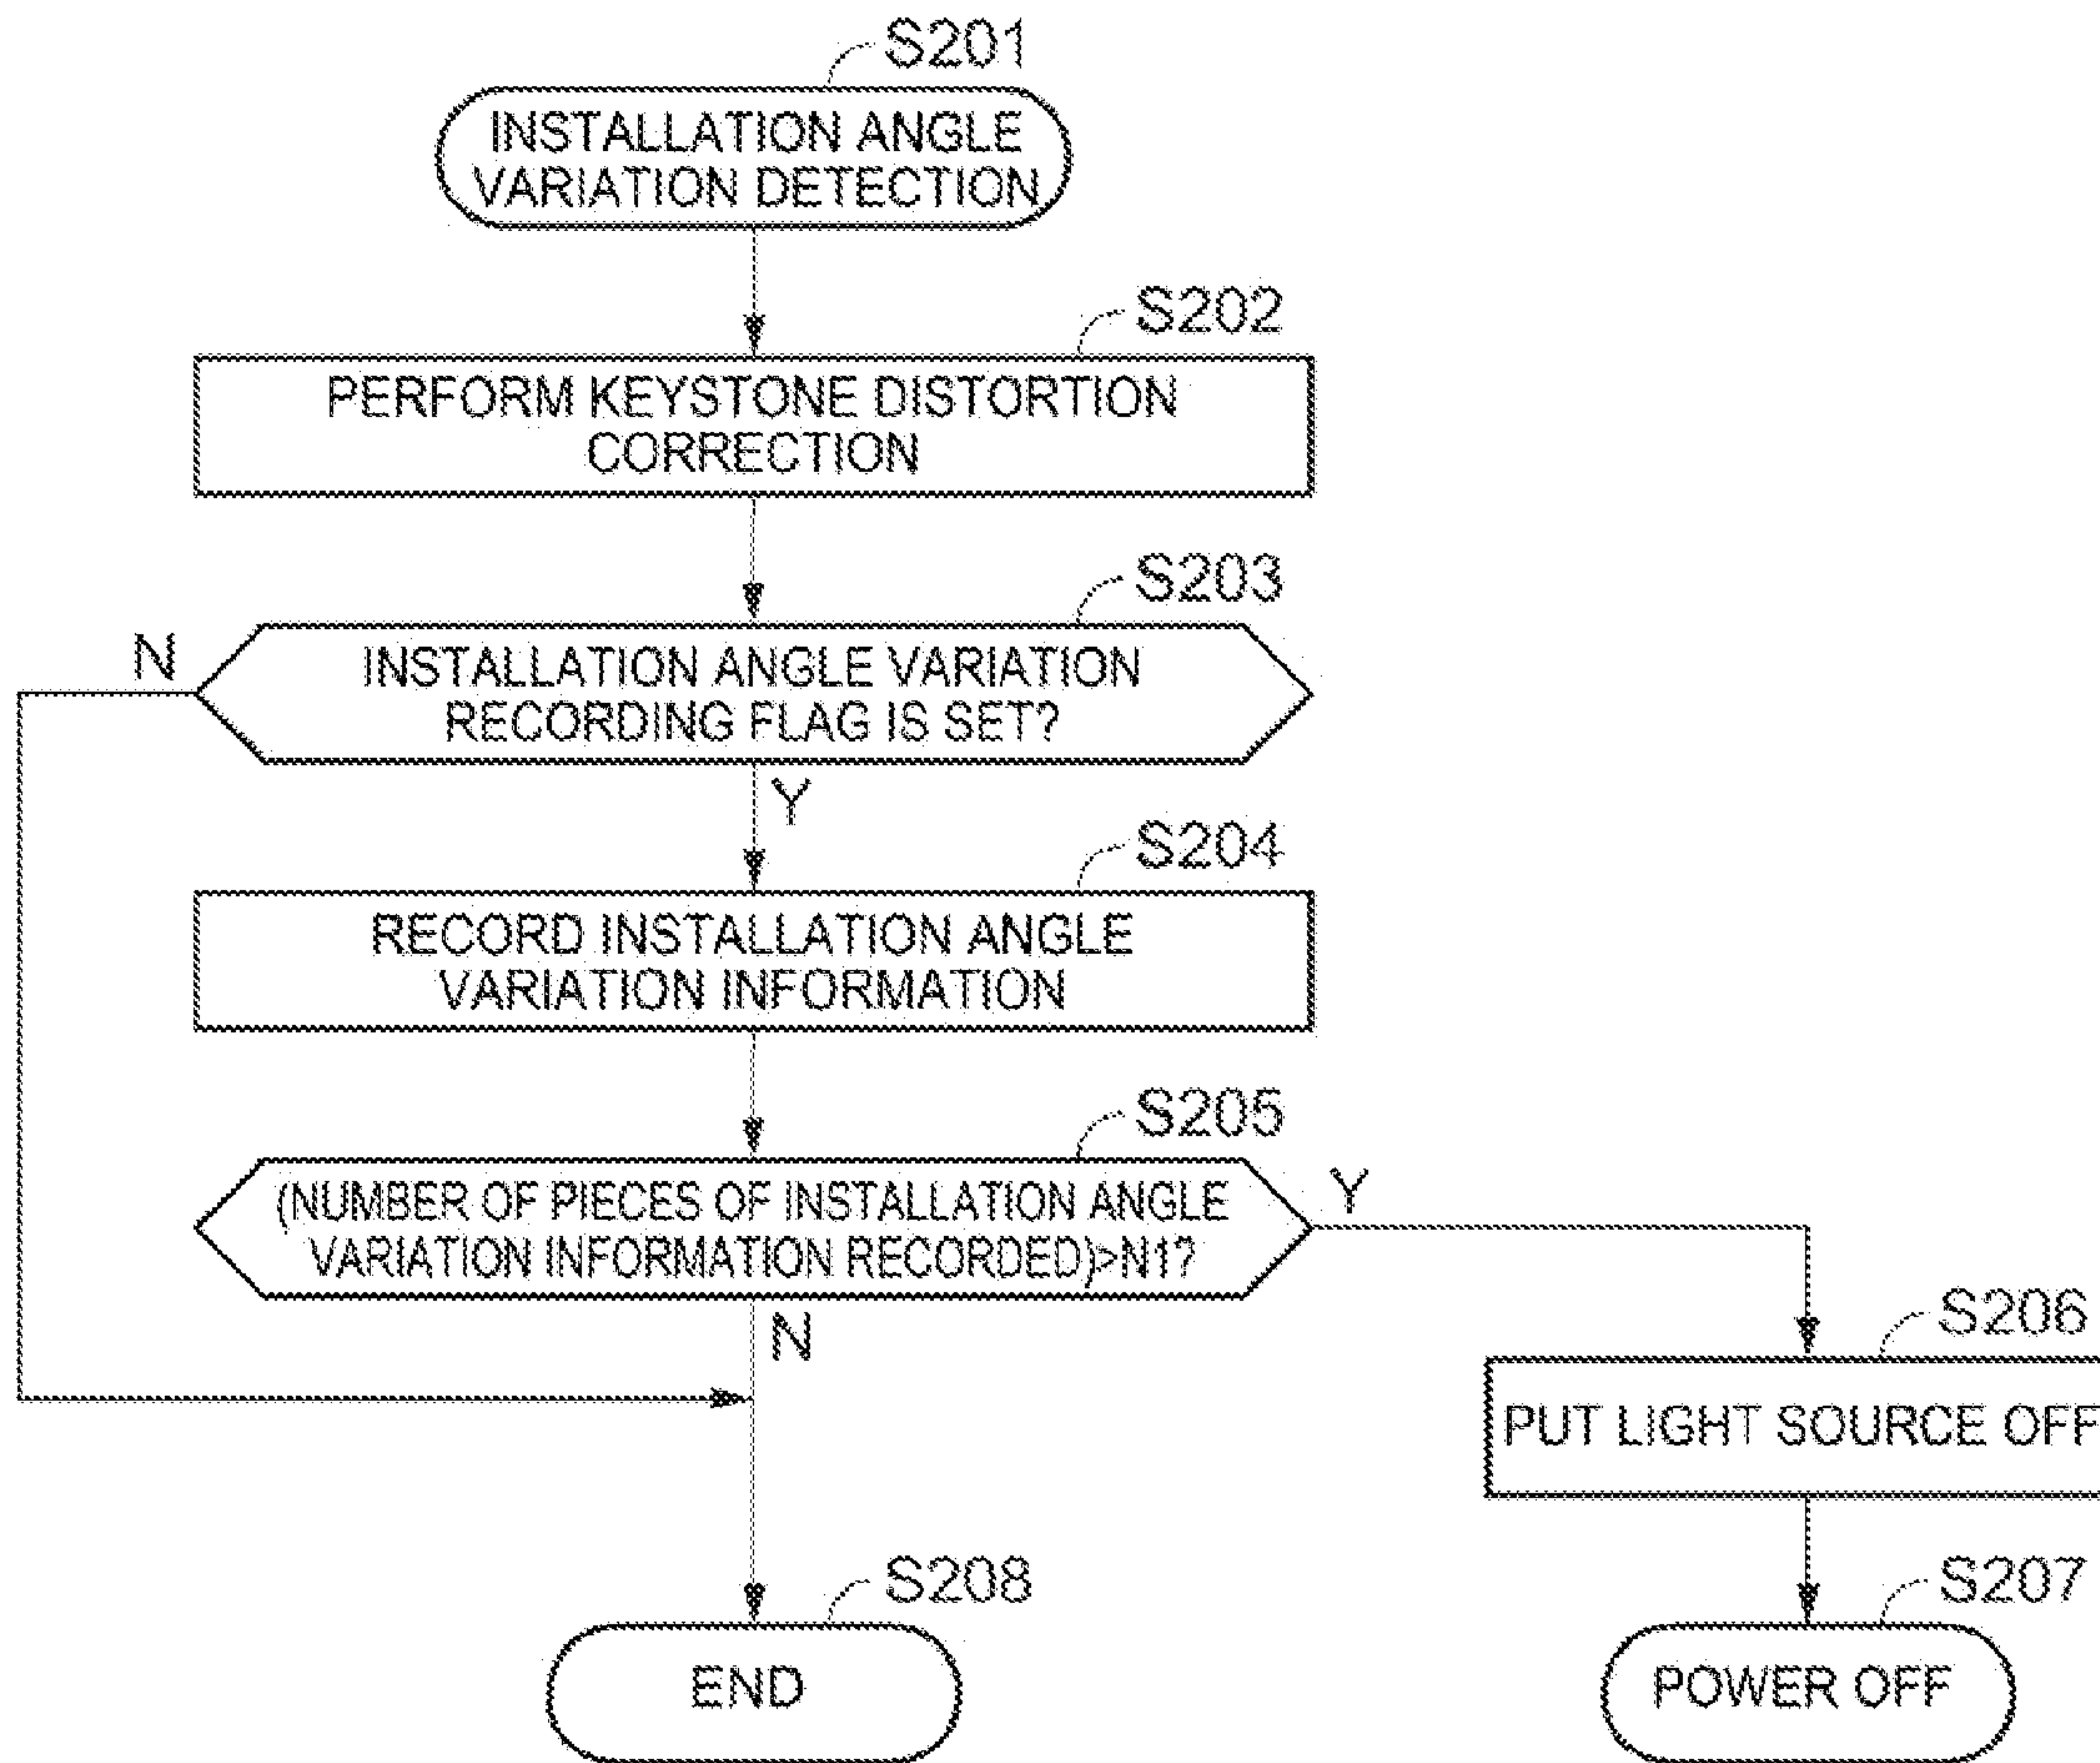 S201
INSTALLATION ANGLE
VARIATION DETECTION
S202
PERFORM KEYSTONE DISTORTION
CORRECTION
S203
N
INSTALLATION ANGLE VARIATION
RECORDING FLAG IS SET?
Y
S204
RECORD INSTALLATION ANGLE
VARIATION INFORMATION
S205
(NUMBER OF PIECES OF INSTALLATION ANGLE
VARIATION INFORMATION RECORDED)>N1?
Y
N
S206
PUT LIGHT SOURCE OFF
S208
END
S207
POWER OFF